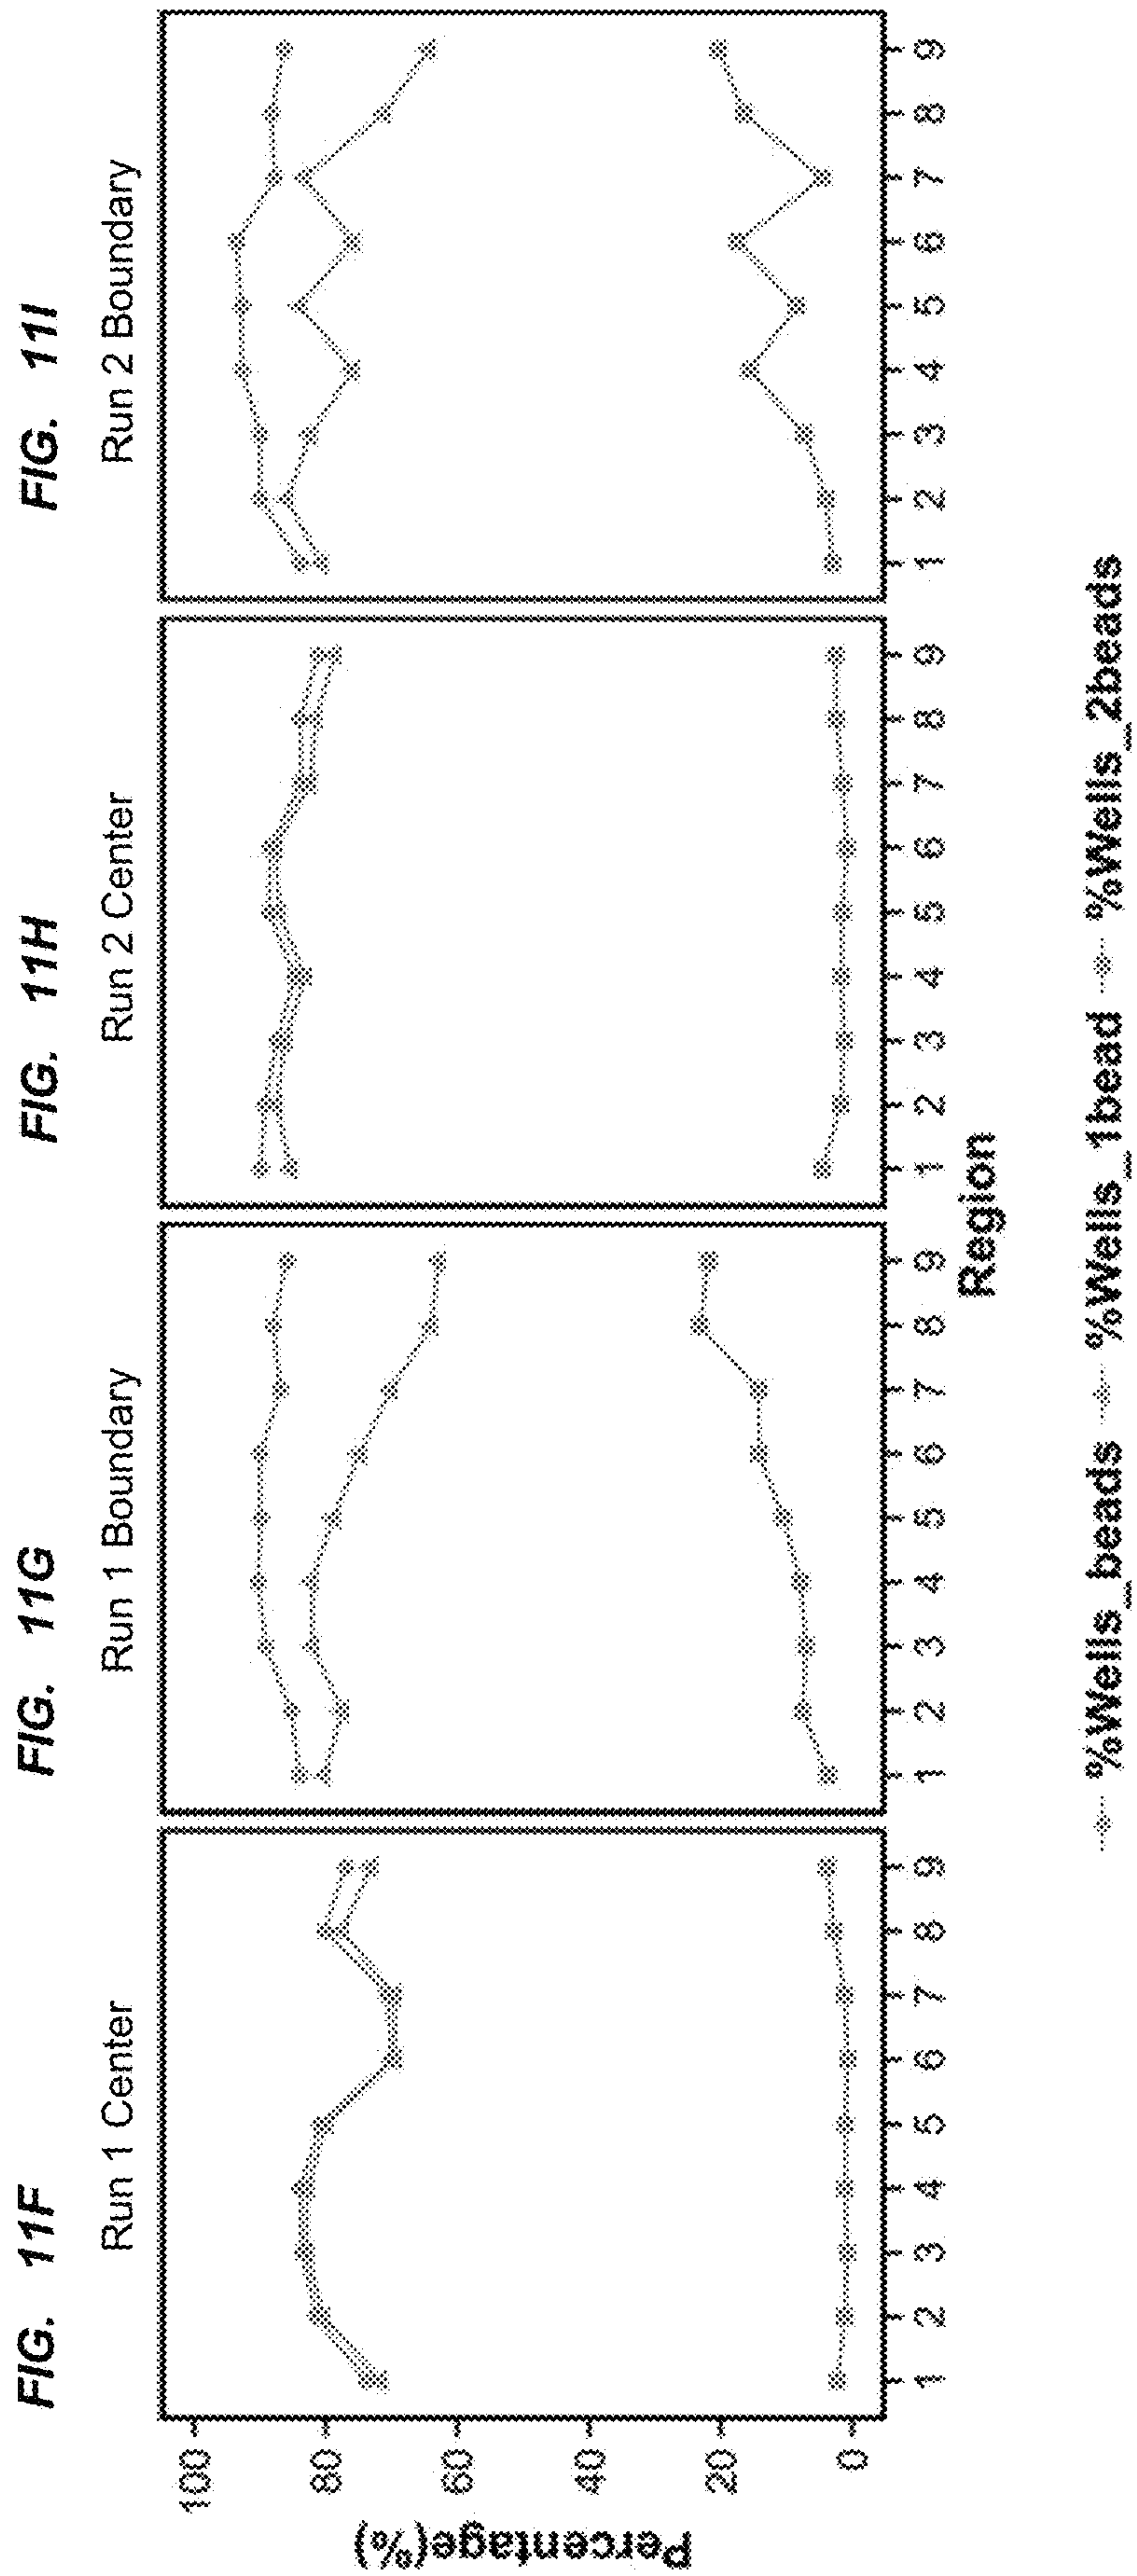 FIG. 11F FIG. 11G FIG. 11H FIG. 11I
Run 1 Center Run 1 Boundary Run 2 Center Run 2 Boundary
Percentage(%)
100
80
60
40
20
0
1 2 3 4 5 6 7 8 9 1 2 3 4 5 6 7 8 9 1 2 3 4 5 6 7 8 9 1 2 3 4 5 6 7 8 9
Region
%Wells_beads %Wells_1bead %Wells_2beads